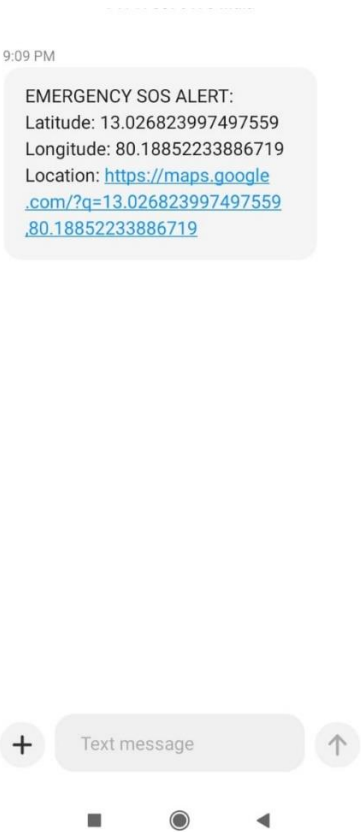 9:09 PM
EMERGENCY SOS ALERT:
Latitude: 13.026823997497559
Longitude: 80.18852233886719
Location: https://maps.google
.com/?q=13.026823997497559
,80.18852233886719
Text message